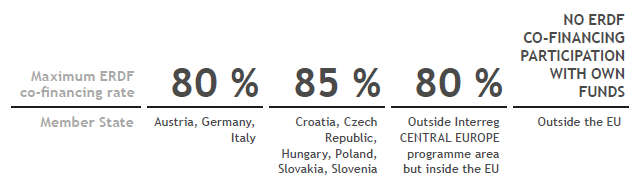 NO ERDF
CO-FINANCING
PARTICIPATION
WITH OWN
FUNDS
Maximum ERDF
co-financing rate
80 %
85 %
80 %
Member State
Austria, Germany,
Italy
Croatia, Czech
Republic,
Hungary, Poland,
Slovakia, Slovenia
Outside Interreg
CENTRAL EUROPE
programme area
but inside the EU
Outside the EU